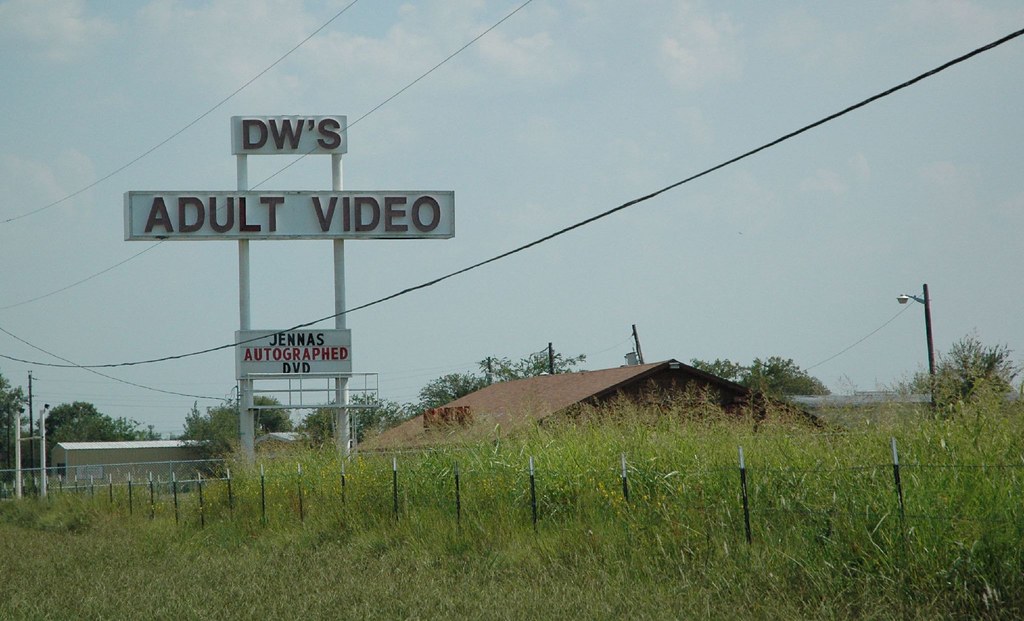 DW'S
ADULT VIDEO
JENNAS
AUTOGRAPHED
DVD